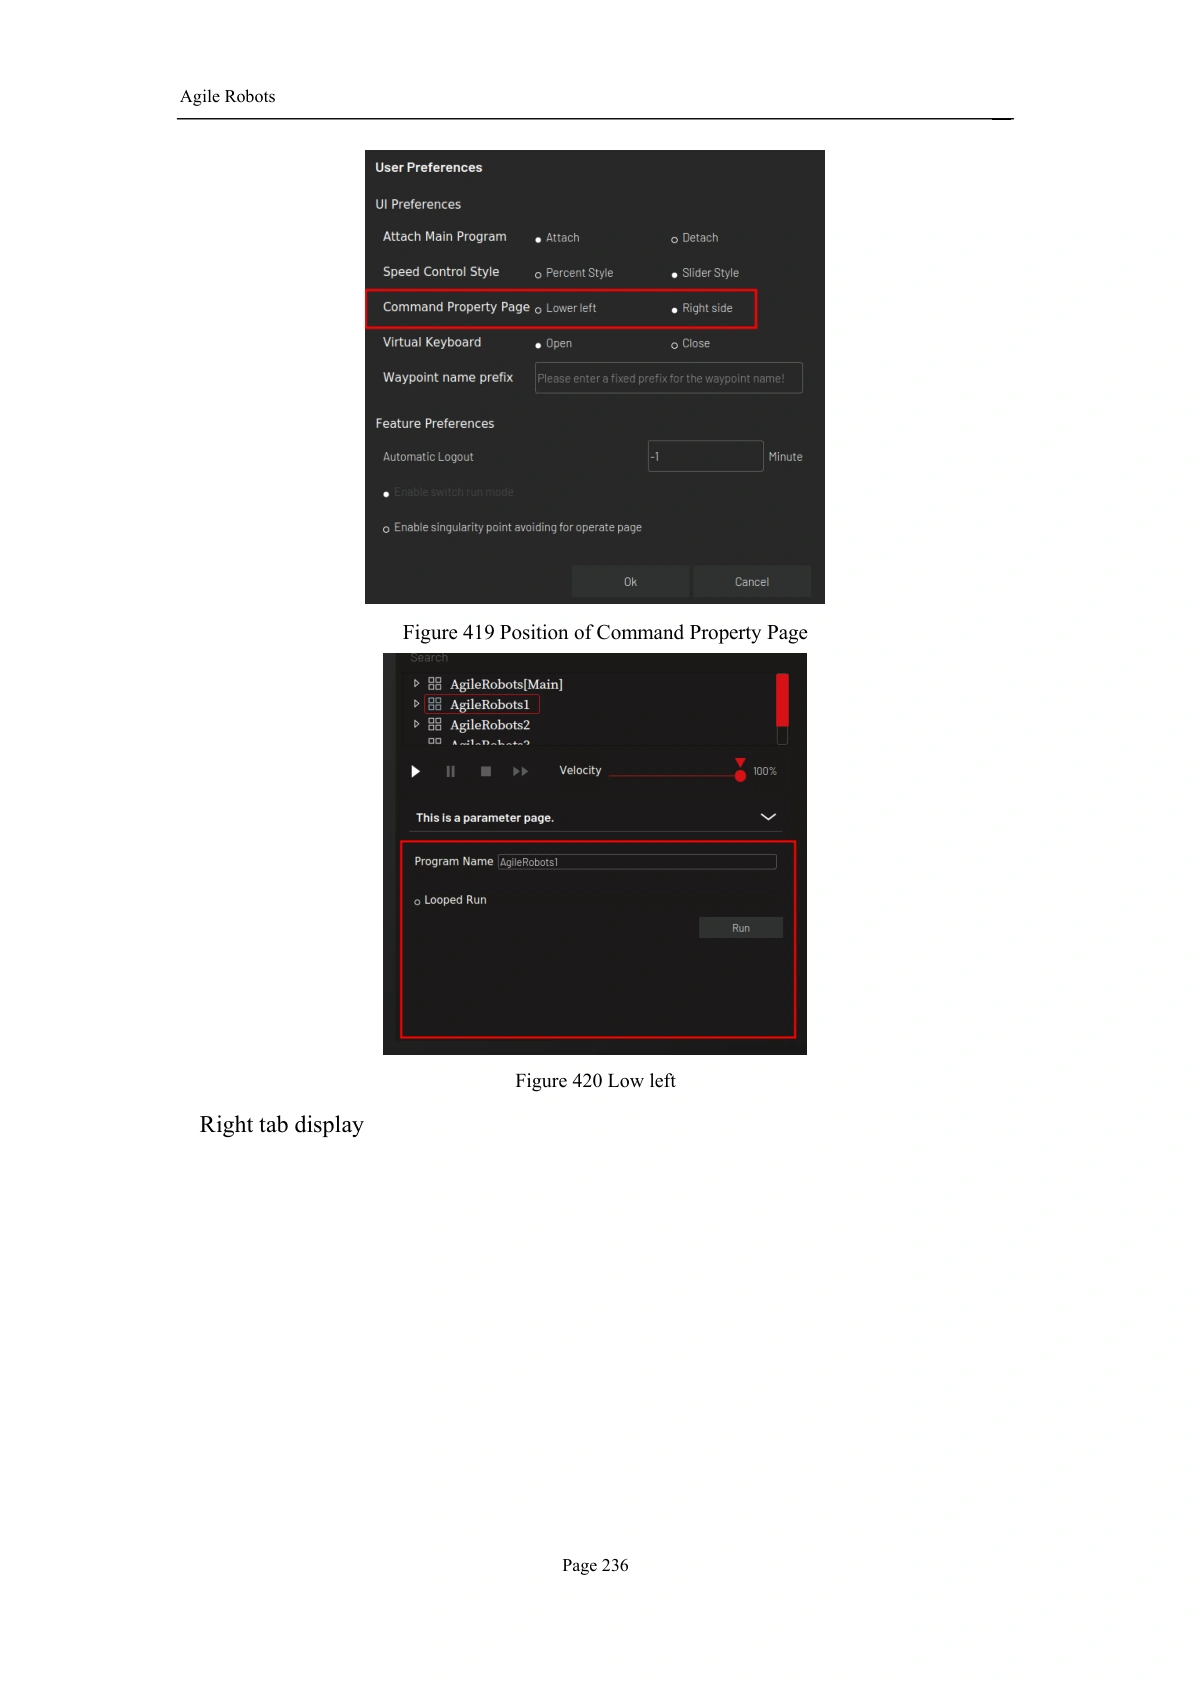 Agile Robots
User Preferences
UI Preferences
Attach Main Program Attach Detach
Speed Control Style Percent Style Slider Style
Command Property Page Lower left Right side
Virtual Keyboard Open Close
Waypoint name prefix Please enter a fixed prefix for the waypoint name!
Feature Preferences
Automatic Logout -1 Minute
Enable switch run mode
Enable singularity point avoiding for operate page
Ok Cancel
Figure 419 Position of Command Property Page
Search
AgileRobots[Main]
AgileRobots1
AgileRobots2
AgileRobots3
Velocity 100%
This is a parameter page.
Program Name AgileRobots1
Looped Run
Run
Figure 420 Low left
Right tab display
Page 236